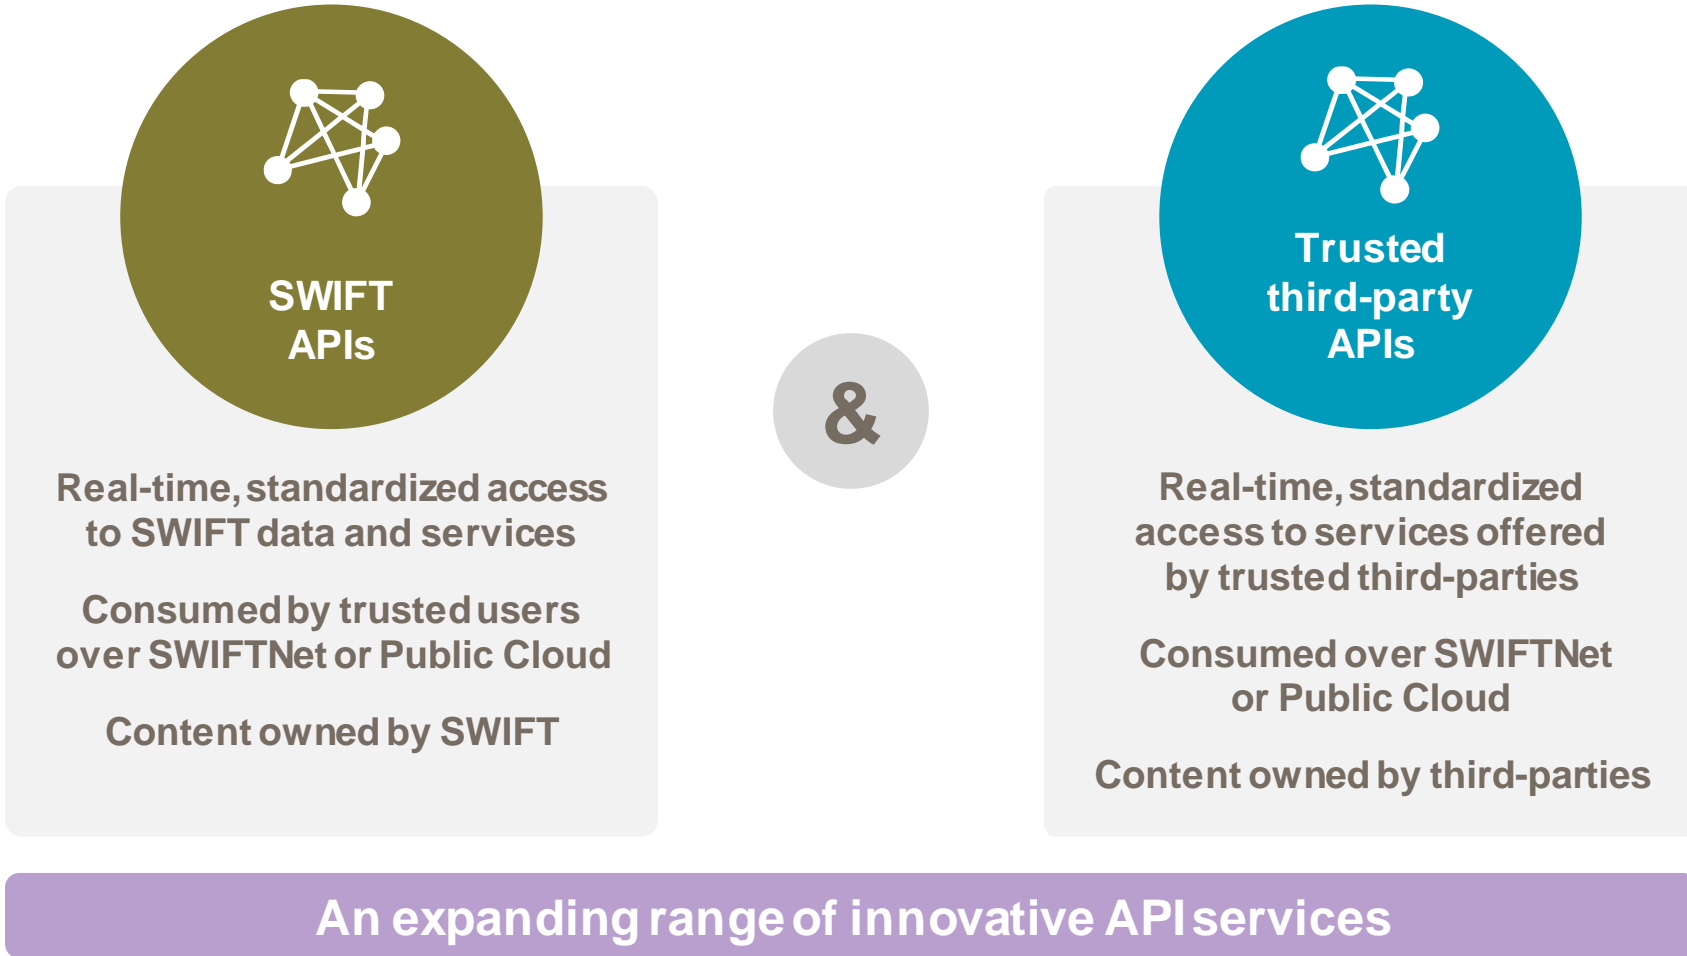 SWIFT
APIs
Real-time, standardized access
to SWIFT data and services
Consumed by trusted users
over SWIFTNet or Public Cloud
Content owned by SWIFT
&
Trusted
third-party
APIs
Real-time, standardized
access to services offered
by trusted third-parties
Consumed over SWIFTNet
or Public Cloud
Content owned by third-parties
An expanding range of innovative API services